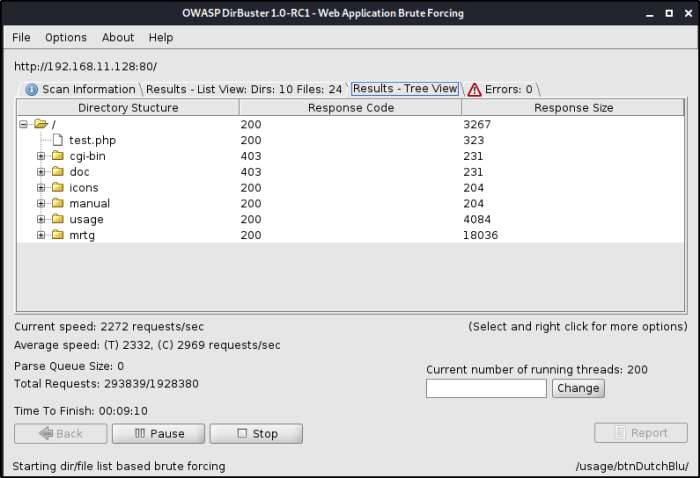 OWASP DirBuster 1.0-RC1 - Web Application Brute Forcing
File Options About Help
http://192.168.11.128:80/
Scan Information Results - List View: Dirs: 10 Files: 24 Results - Tree View Errors: 0
Directory Stucture Response Code Response Size
/ 200 3267
test.php 200 323
cgi-bin 403 231
doc 403 231
icons 200 204
manual 200 204
usage 200 4084
mrtg 200 18036
Current speed: 2272 requests/sec (Select and right click for more options)
Average speed: (T) 2332, (C) 2969 requests/sec
Parse Queue Size: 0
Current number of running threads: 200
Total Requests: 293839/1928380
Change
Time To Finish: 00:09:10
Back Pause Stop Report
Starting dir/file list based brute forcing /usage/btnDutchBlu/